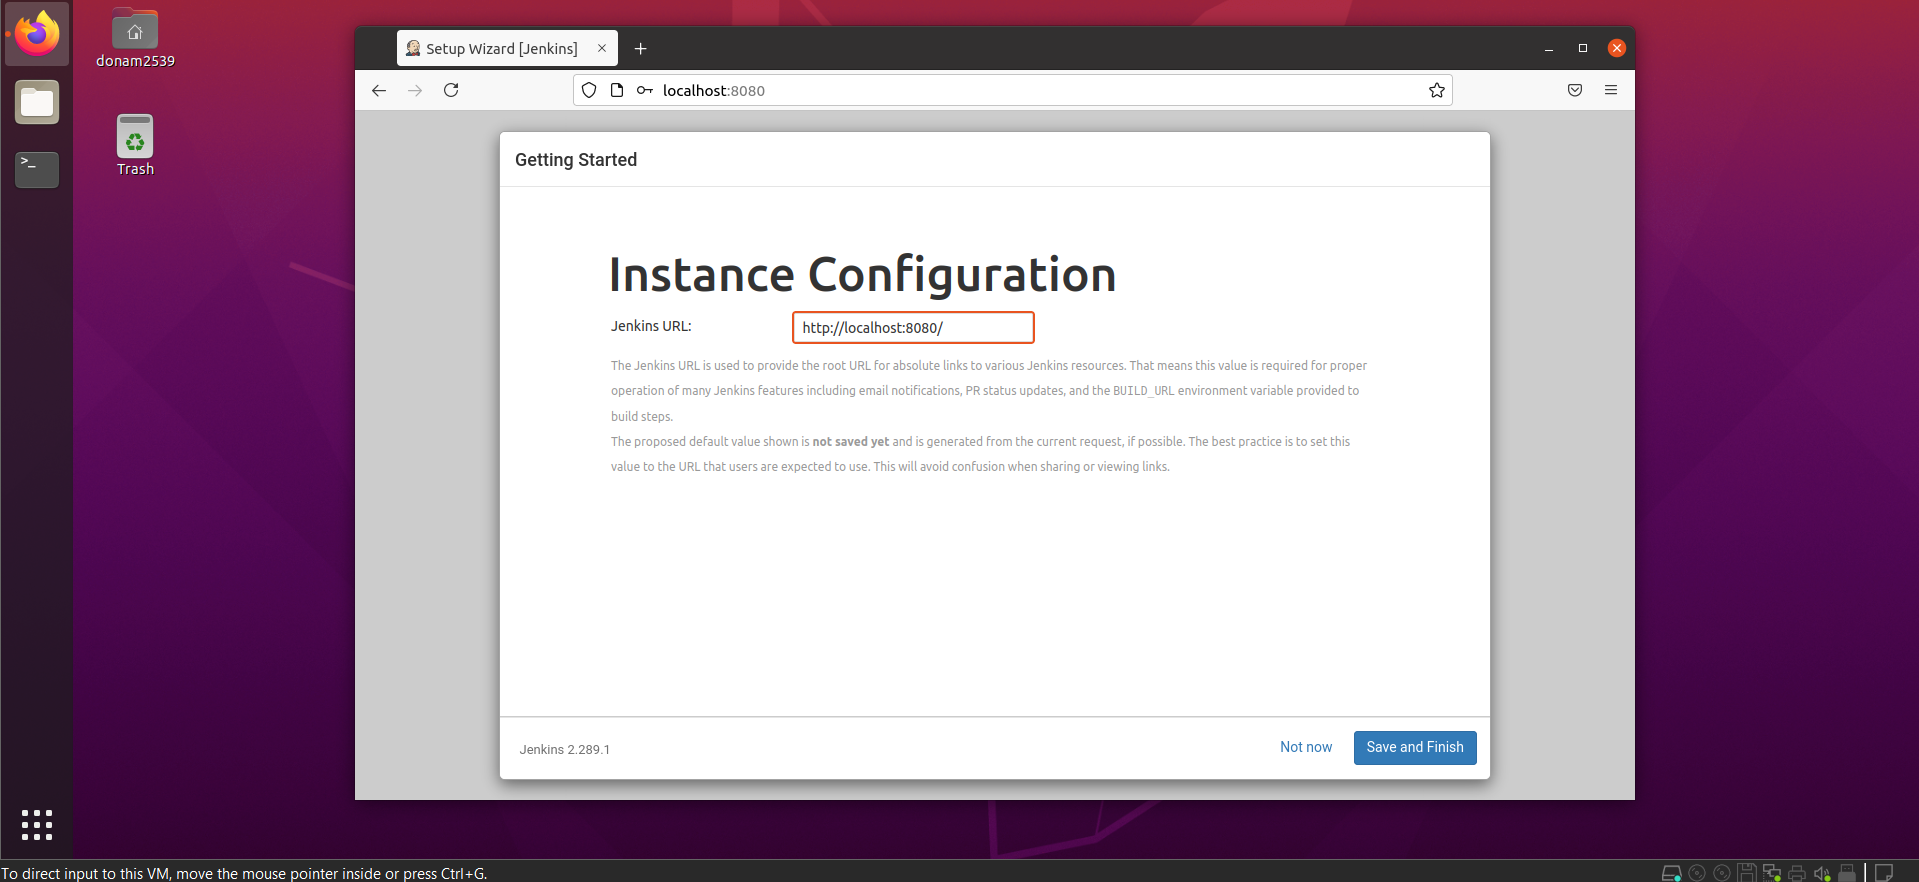 donam2539
Trash
Setup Wizard [Jenkins]
localhost:8080
Getting Started
Instance Configuration
Jenkins URL:
http://localhost:8080/
The Jenkins URL is used to provide the root URL for absolute links to various Jenkins resources. That means this value is required for proper
operation of many Jenkins features including email notifications, PR status updates, and the BUILD_URL environment variable provided to
build steps.
The proposed default value shown is not saved yet and is generated from the current request, if possible. The best practice is to set this
value to the URL that users are expected to use. This will avoid confusion when sharing or viewing links.
Jenkins 2.289.1
Not now
Save and Finish
To direct input to this VM, move the mouse pointer inside or press Ctrl+G.